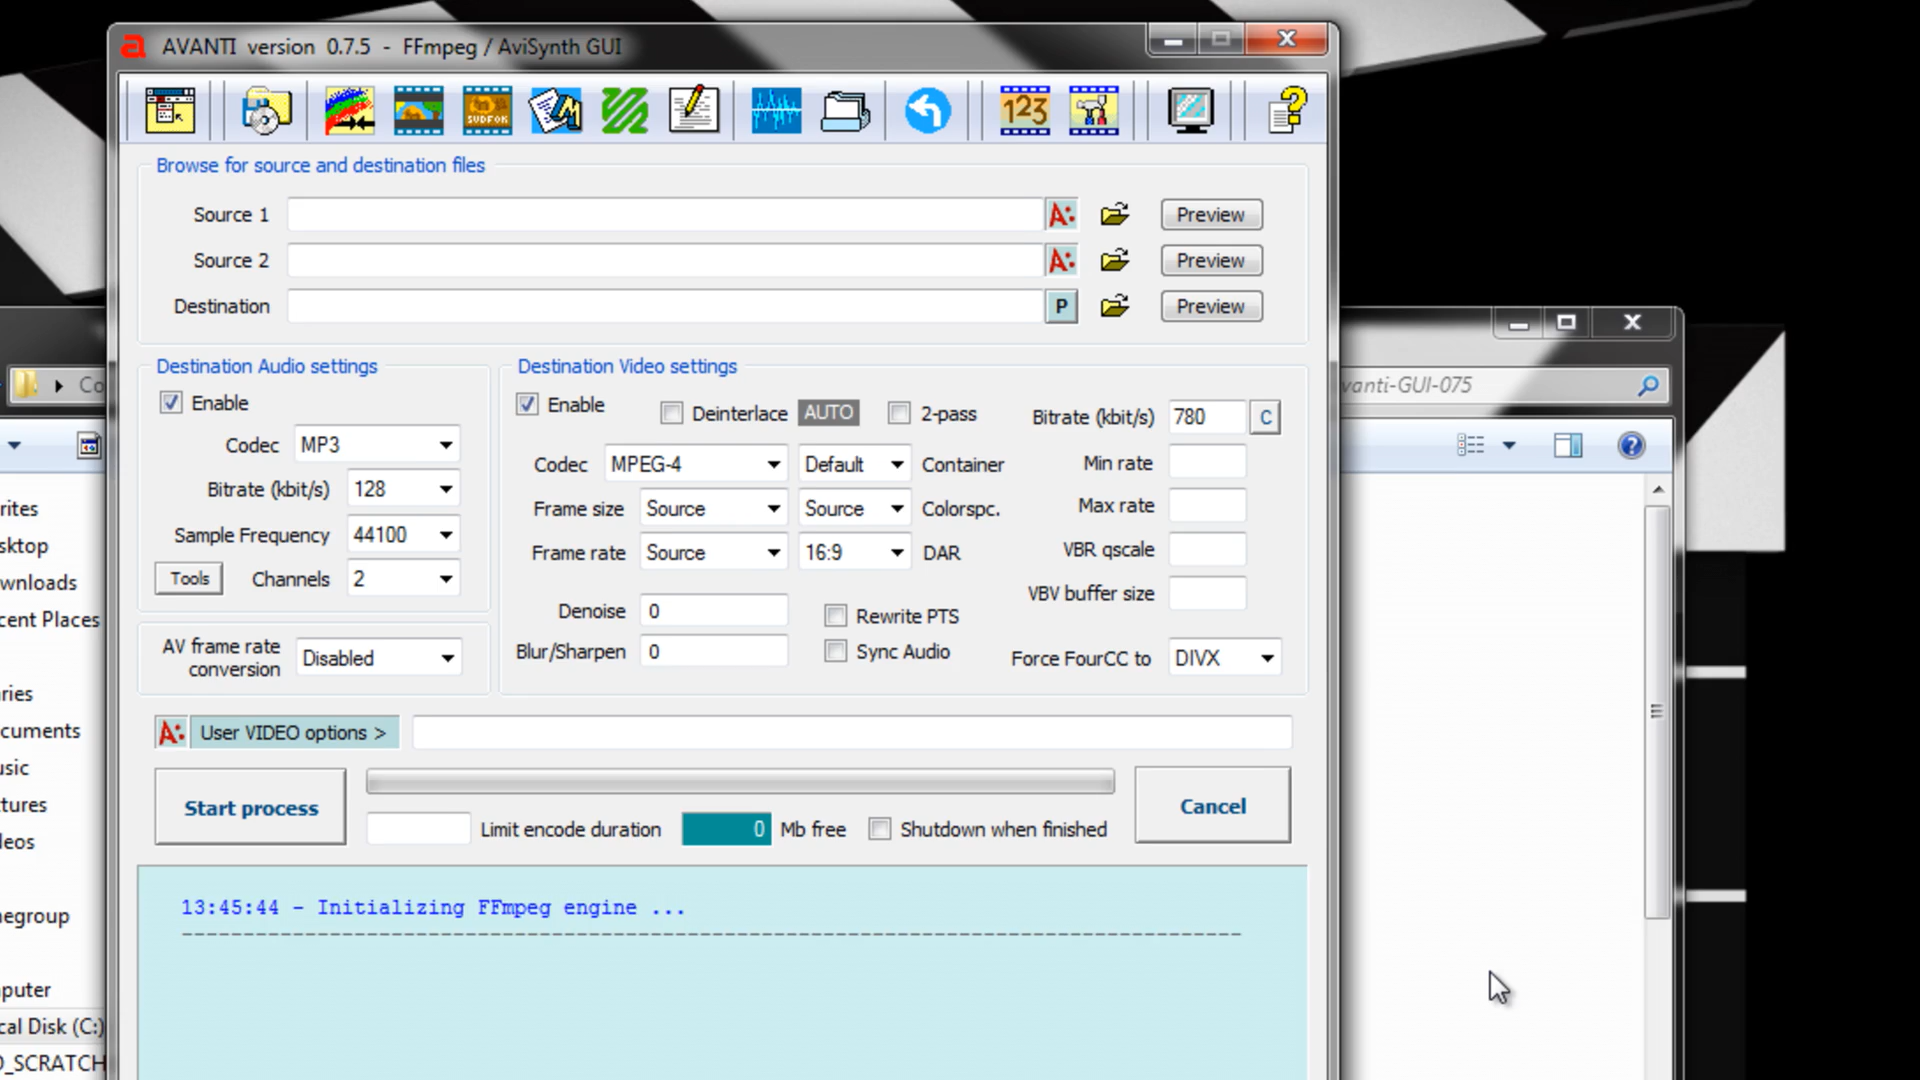 AVANTI version 0.7.5 - FFmpeg / AviSynth GUI
SUDFOK
123
Browse for source and destination files
Source 1
A:
Preview
Source 2
A:
Preview
Destination
P
Preview
Destination Audio settings
Enable
Codec MP3
Bitrate (kbit/s) 128
Sample Frequency 44100
Tools Channels 2
AV frame rate
conversion
Disabled
Destination Video settings
Enable
Deinterlace AUTO
2-pass
Bitrate (kbit/s) 780 C
Codec MPEG-4 Default Container
Min rate
Frame size Source Source Colorspc.
Max rate
Frame rate Source 16:9 DAR
VBR qscale
VBV buffer size
Denoise 0
Rewrite PTS
Blur/Sharpen 0
Sync Audio
Force FourCC to DIVX
A: User VIDEO options >
Start process
Cancel
Limit encode duration 0 Mb free Shutdown when finished
13:45:44 - Initializing FFmpeg engine ...
Co
vanti-GUI-075
rites
sktop
wnloads
cent Places
ries
cuments
usic
tures
leos
negroup
puter
cal Disk (C:)
D_SCRATCH